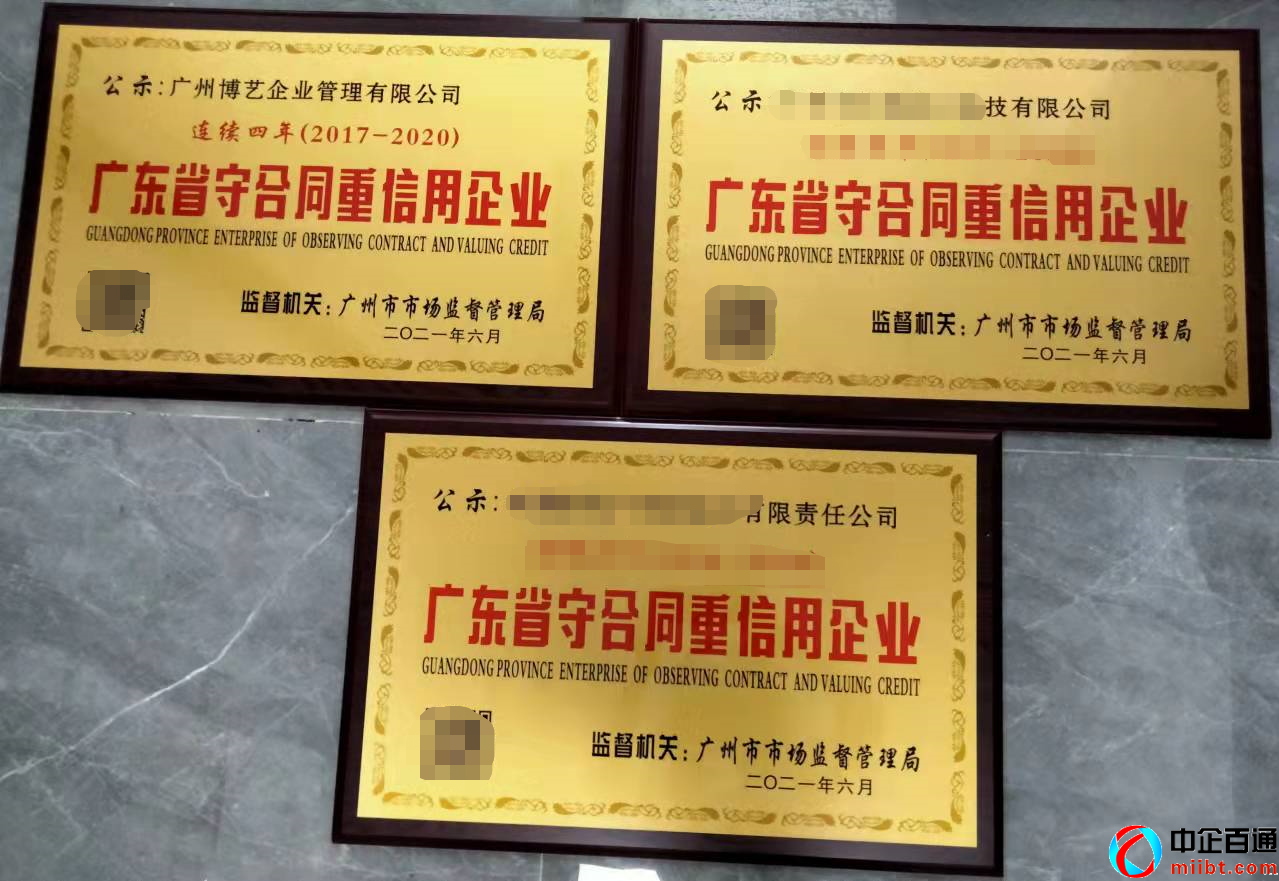 公示:广州博艺企业管理有限公司
连续四年(2017-2020)
广东省守合同重信用企业
GUANGDONG PROVINCE ENTERPRISE OF OBSERVING CONTRACT AND VALUING CREDIT
监督机关:广州市市场监督管理局
二〇二一年六月
公示
技有限公司
广东省守合同重信用企业
GUANGDONG PROVINCE ENTERPRISE OF OBSERVING CONTRACT AND VALUING CREDIT
监督机关:广州市市场监督管理局
二〇二一年六月
公示:
有限责任公司
广东省守合同重信用企业
GUANGDONG PROVINCE ENTERPRISE OF OBSERVING CONTRACT AND VALUING CREDIT
监督机关:广州市市场监督管理局
二〇二一年六月
中企百通
miibt.com